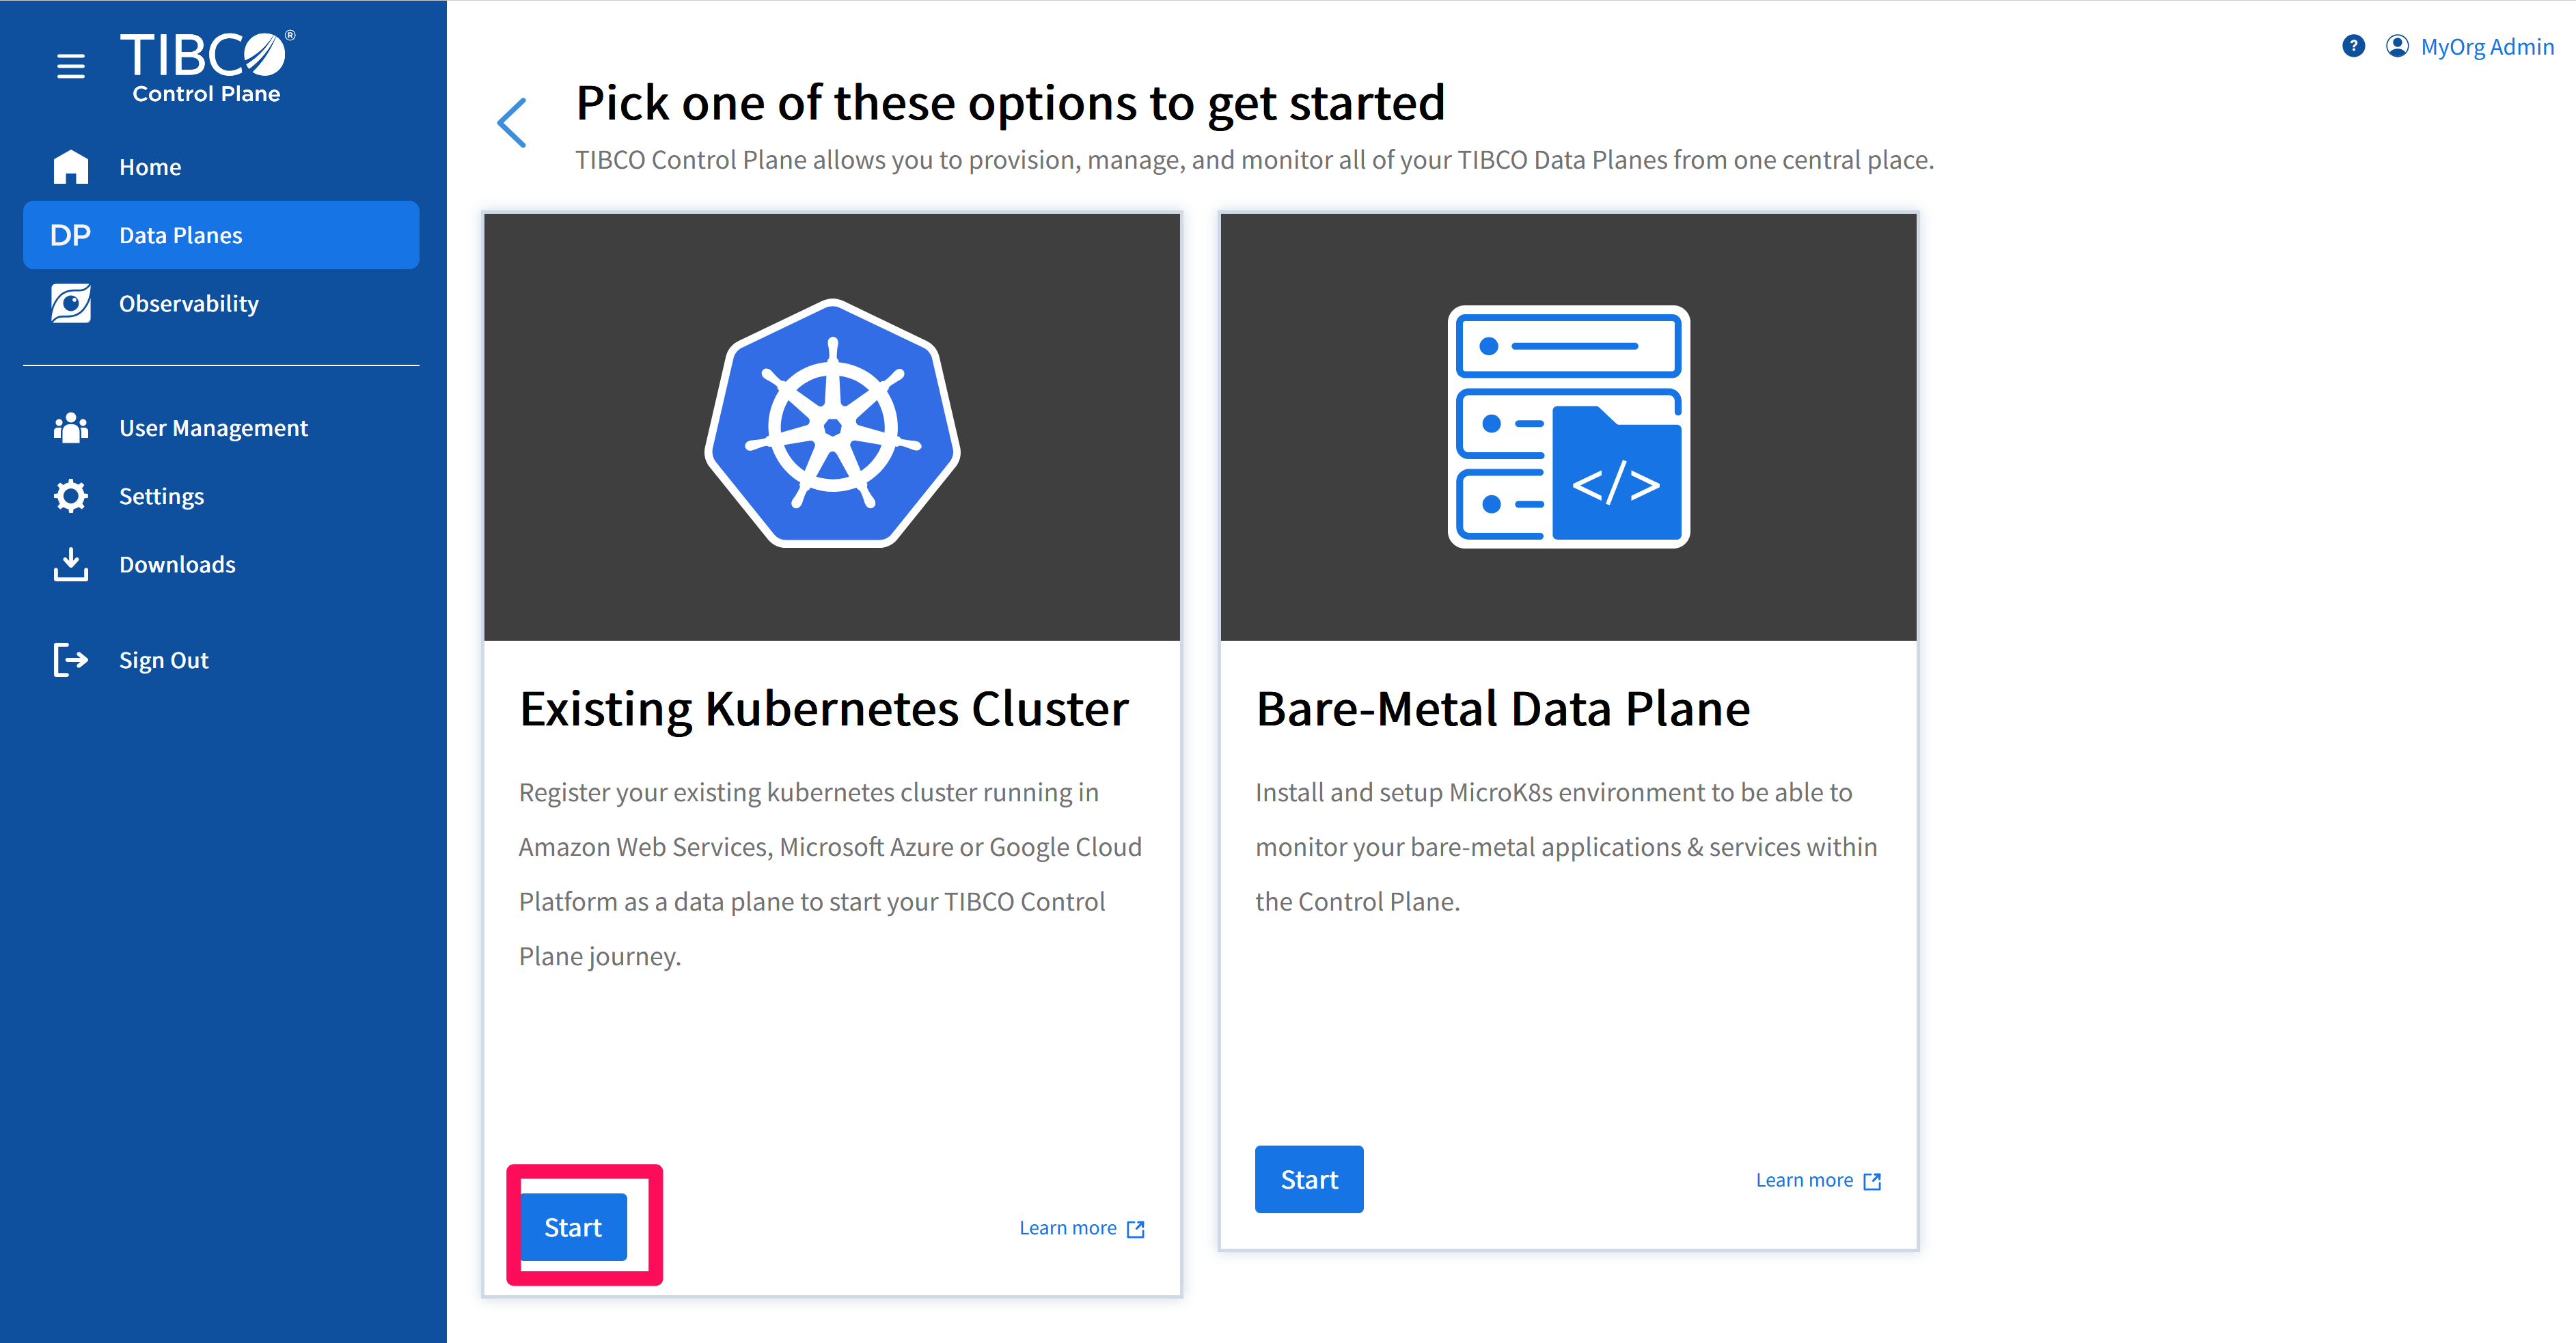 TIBCO®
Control Plane
Home
DP Data Planes
Observability
User Management
Settings
Downloads
Sign Out
? MyOrg Admin
Pick one of these options to get started
TIBCO Control Plane allows you to provision, manage, and monitor all of your TIBCO Data Planes from one central place.
Existing Kubernetes Cluster
Register your existing kubernetes cluster running in
Amazon Web Services, Microsoft Azure or Google Cloud
Platform as a data plane to start your TIBCO Control
Plane journey.
Start
Learn more
</>
Bare-Metal Data Plane
Install and setup MicroK8s environment to be able to
monitor your bare-metal applications & services within
the Control Plane.
Start
Learn more